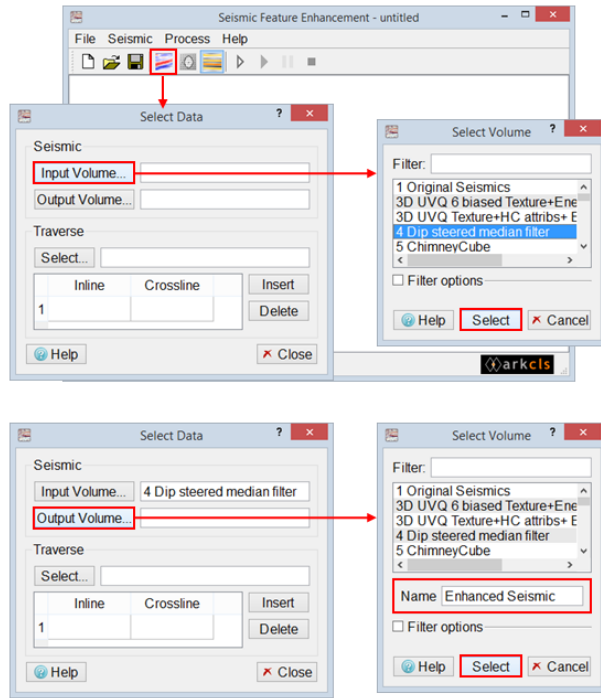 Seismic Feature Enhancement - untitled
File Seismic Process Help
Select Data ?
Seismic
Input Volume...
Output Volume...
Traverse
Select...
Inline Crossline
Insert
1
Delete
Help
Close
Select Volume ?
Filter:
1 Original Seismics
3D UVQ 6 biased Texture+Ene
3D UVQ Texture+HC attribs+ E
4 Dip steered median filter
5 ChimneyCube
Filter options
Help Select Cancel
arkcls
Select Data ?
Seismic
Input Volume... 4 Dip steered median filter
Output Volume...
Traverse
Select...
Inline Crossline
Insert
1
Delete
Help
Close
Select Volume ?
Filter:
1 Original Seismics
3D UVQ 6 biased Texture+Ene
3D UVQ Texture+HC attribs+ E
4 Dip steered median filter
5 ChimneyCube
Name Enhanced Seismic
Filter options
Help Select Cancel